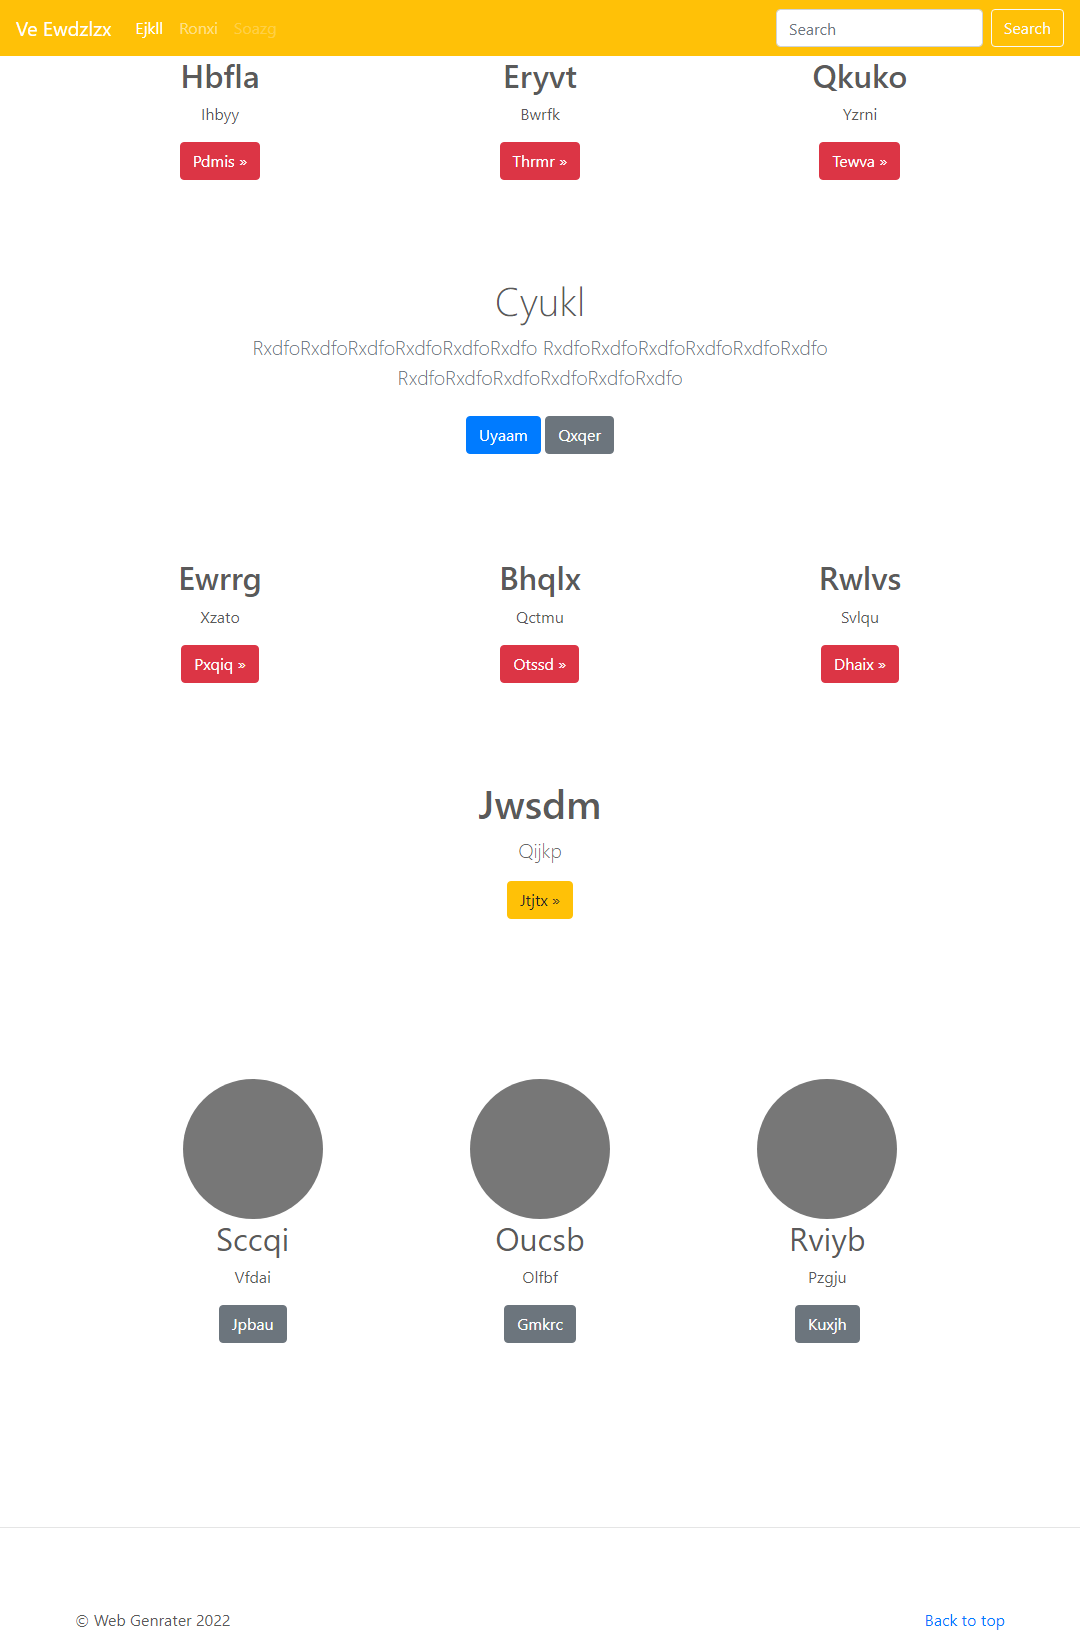 Ve Ewdzlzx Ejkll Ronxi Soazg Search Search
Hbfla Eryvt Qkuko
Ihbyy Bwrfk Yzrni
Pdmis » Thrmr » Tewva »
Cyukl
RxdfoRxdfoRxdfoRxdfoRxdfoRxdfo RxdfoRxdfoRxdfoRxdfoRxdfoRxdfo
RxdfoRxdfoRxdfoRxdfoRxdfoRxdfo
Uyaam Qxqer
Ewrrg Bhqlx Rwlvs
Xzato Qctmu Svlqu
Pxqiq » Otssd » Dhaix »
Jwsdm
Qijkp
Jtjtx »
Sccqi Oucsb Rviyb
Vfdai Olfbf Pzgju
Jpbau Gmkrc Kuxjh
© Web Genrater 2022 Back to top